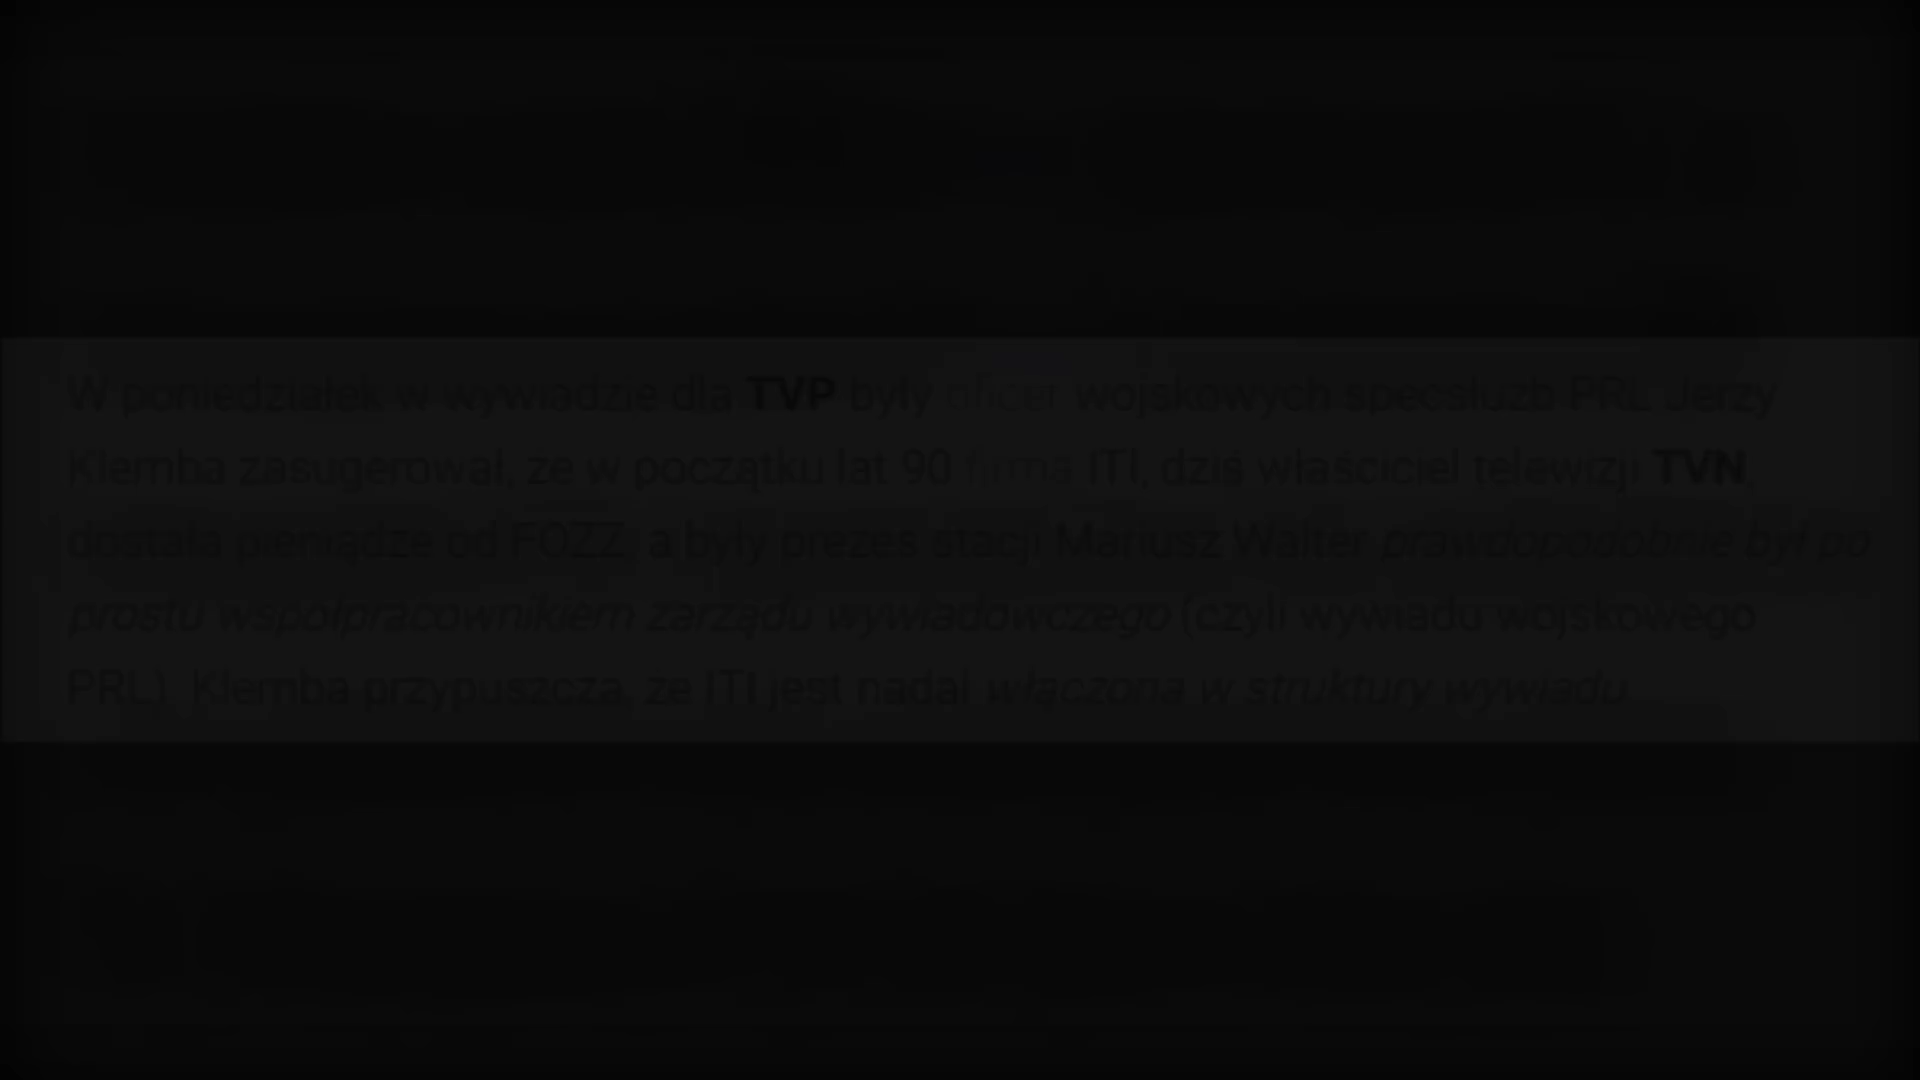 W poniedziałek w wywiadzie dla TVP były oficer wojskowych specsłużb PRL Jerzy
Klemba zasugerował, że w początku lat 90 firma ITI, dziś właściciel telewizji TVN,
dostała pieniądze od FOZZ, a były prezes stacji Mariusz Walter prawdopodobnie był po
prostu współpracownikiem zarządu wywiadowczego (czyli wywiadu wojskowego
PRL). Klemba przypuszcza, że ITI jest nadal włączona w struktury wywiadu.